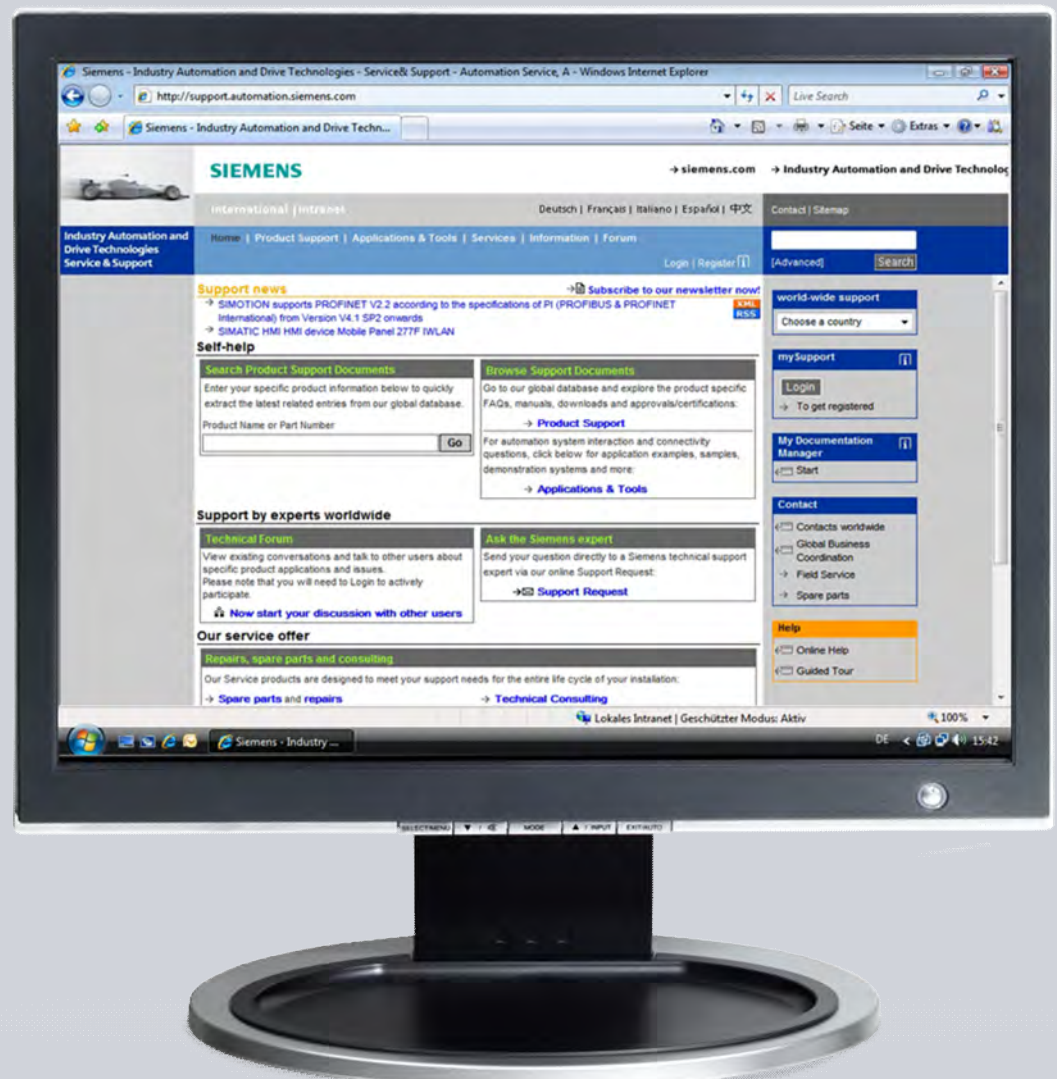 Siemens - Industry Automation and Drive Technologies - Service& Support - Automation Service, A - Windows Internet Explorer
http://support.automation.siemens.com
Live Search
Siemens - Industry Automation and Drive Techn...
Seite
Extras
SIEMENS
→ siemens.com → Industry Automation and Drive Technolog
International | Intranet
Deutsch | Français | Italiano | Español | 中文
Contact | Sitemap
Industry Automation and
Drive Technologies
Service & Support
Home | Product Support | Applications & Tools | Services | Information | Forum
Login | Register
[Advanced] Search
Support news
→ Subscribe to our newsletter now!
→ SIMOTION supports PROFINET V2.2 according to the specifications of PI (PROFIBUS & PROFINET
International) from Version V4.1 SP2 onwards
XML
RSS
→ SIMATIC HMI HMI device Mobile Panel 277F IWLAN
Self-help
Search Product Support Documents
Enter your specific product information below to quickly
extract the latest related entries from our global database.
Product Name or Part Number
Go
Browse Support Documents
Go to our global database and explore the product specific
FAQs, manuals, downloads and approvals/certifications:
→ Product Support
For automation system interaction and connectivity
questions, click below for application examples, samples,
demonstration systems and more:
→ Applications & Tools
Support by experts worldwide
Technical Forum
View existing conversations and talk to other users about
specific product applications and issues.
Please note that you will need to Login to actively
participate.
Now start your discussion with other users
Ask the Siemens expert
Send your question directly to a Siemens technical support
expert via our online Support Request:
→ Support Request
Our service offer
Repairs, spare parts and consulting
Our Service products are designed to meet your support needs for the entire life cycle of your installation:
→ Spare parts and repairs
→ Technical Consulting
world-wide support
Choose a country
mySupport
Login
→ To get registered
My Documentation
Manager
Start
Contact
Contacts worldwide
Global Business
Coordination
→ Field Service
→ Spare parts
Help
Online Help
Guided Tour
Lokales Intranet | Geschützter Modus: Aktiv
100%
Siemens - Industry ...
DE
15:42
SELECT/MENU
MODE
▲ / INPUT
EXIT/AUTO